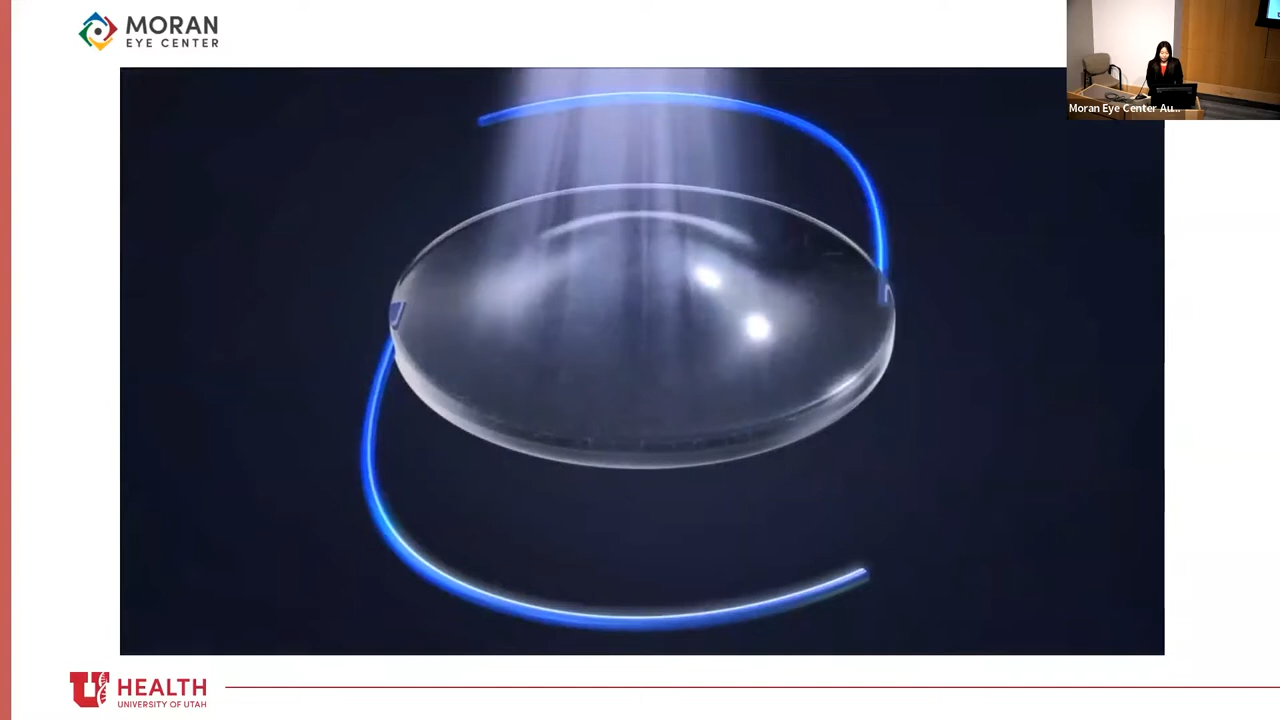 MORAN
EYE CENTER
Moran Eye Center Au...
HEALTH
UNIVERSITY OF UTAH